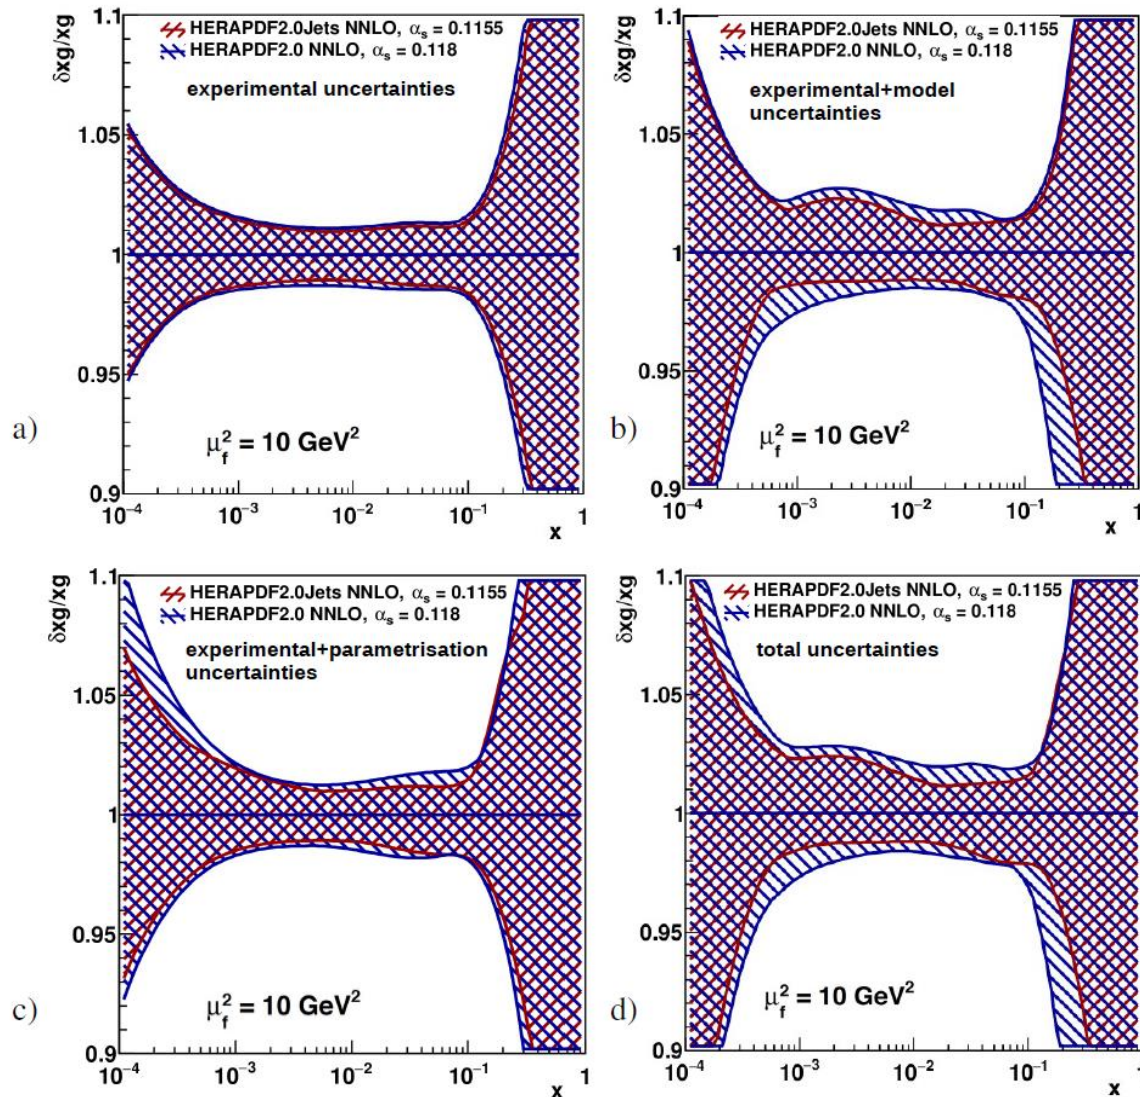 1.1
HERAPDF2.0Jets NNLO, αs = 0.1155
HERAPDF2.0 NNLO, αs = 0.118
experimental uncertainties
δxg/xg
1.05
1
0.95
0.9
a)
μf² = 10 GeV²
10⁻⁴ 10⁻³ 10⁻² 10⁻¹ 1
x
1.1
HERAPDF2.0Jets NNLO, αs = 0.1155
HERAPDF2.0 NNLO, αs = 0.118
experimental+model
uncertainties
δxg/xg
1.05
1
0.95
0.9
b)
μf² = 10 GeV²
10⁻⁴ 10⁻³ 10⁻² 10⁻¹ 1
x
1.1
HERAPDF2.0Jets NNLO, αs = 0.1155
HERAPDF2.0 NNLO, αs = 0.118
experimental+parametrisation
uncertainties
δxg/xg
1.05
1
0.95
0.9
c)
μf² = 10 GeV²
10⁻⁴ 10⁻³ 10⁻² 10⁻¹ 1
x
1.1
HERAPDF2.0Jets NNLO, αs = 0.1155
HERAPDF2.0 NNLO, αs = 0.118
total uncertainties
δxg/xg
1.05
1
0.95
0.9
d)
μf² = 10 GeV²
10⁻⁴ 10⁻³ 10⁻² 10⁻¹ 1
x